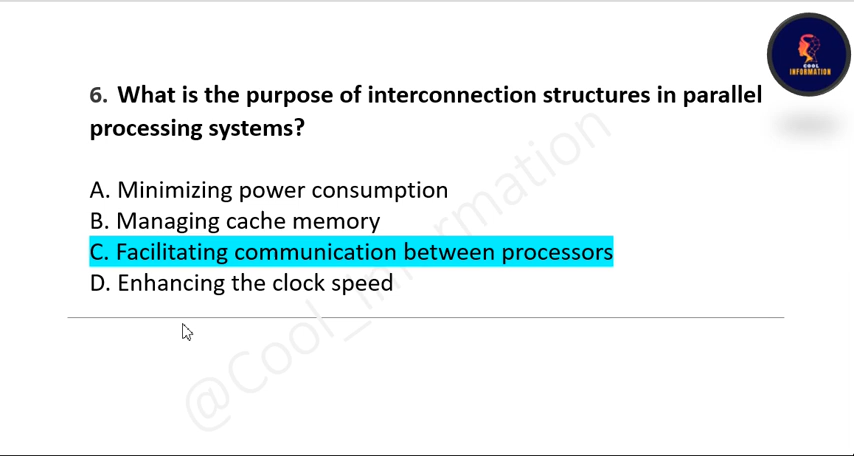 COOL
INFORMATION
6. What is the purpose of interconnection structures in parallel
processing systems?
A. Minimizing power consumption
B. Managing cache memory
C. Facilitating communication between processors
D. Enhancing the clock speed
@Cool_Information